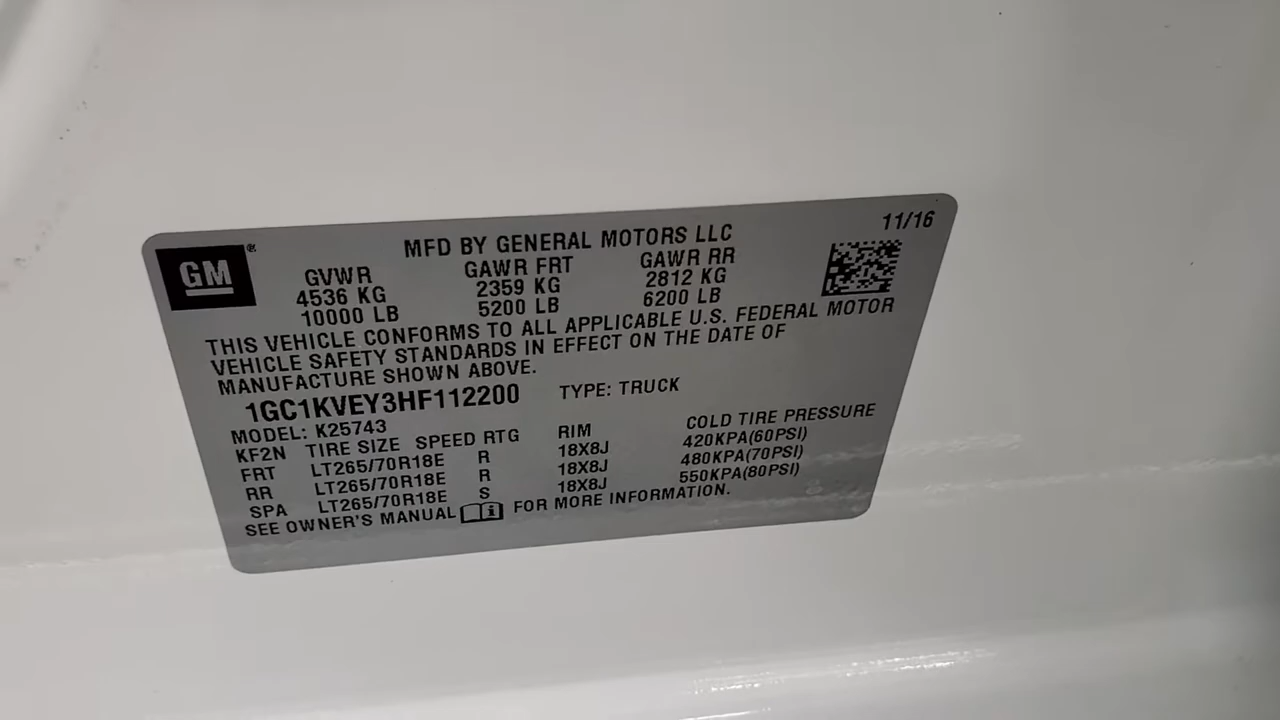 GM®
11/16
MFD BY GENERAL MOTORS LLC
GVWR GAWR FRT GAWR RR
4536 KG 2359 KG 2812 KG
10000 LB 5200 LB 6200 LB
THIS VEHICLE CONFORMS TO ALL APPLICABLE U.S. FEDERAL MOTOR
VEHICLE SAFETY STANDARDS IN EFFECT ON THE DATE OF
MANUFACTURE SHOWN ABOVE.
1GC1KVEY3HF112200 TYPE: TRUCK
MODEL: K25743
KF2N TIRE SIZE SPEED RTG RIM COLD TIRE PRESSURE
FRT LT265/70R18E R 18X8J 420KPA(60PSI)
RR LT265/70R18E R 18X8J 480KPA(70PSI)
SPA LT265/70R18E S 18X8J 550KPA(80PSI)
SEE OWNER'S MANUAL FOR MORE INFORMATION.